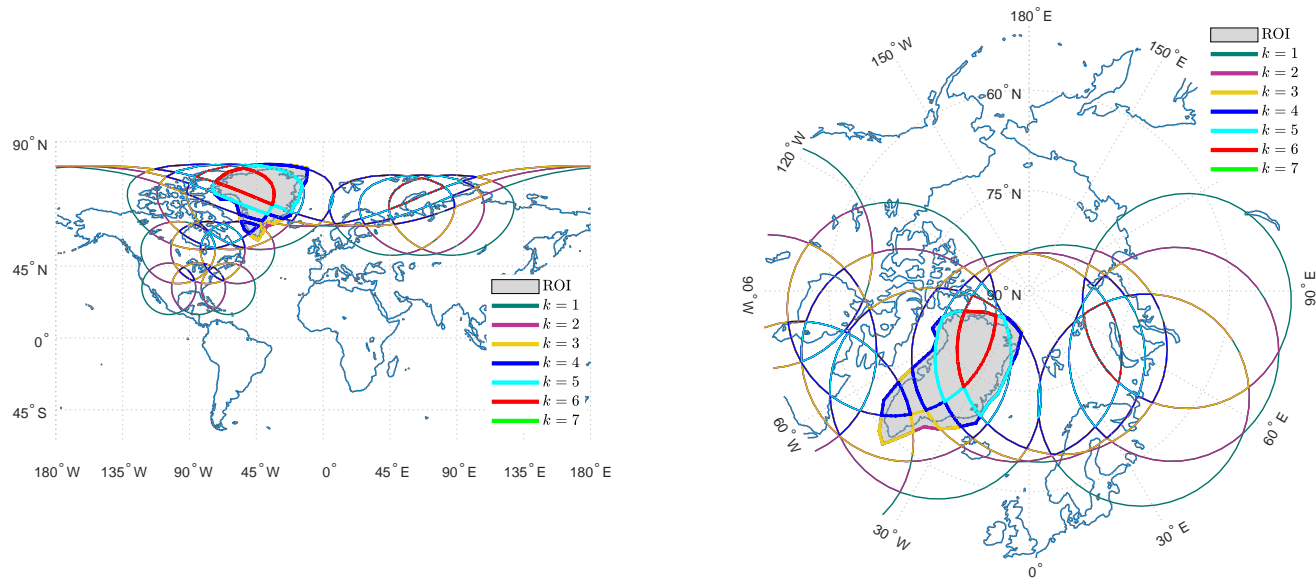 90° N
45° N
0°
45° S
180° W
135° W
90° W
45° W
0°
45° E
90° E
135° E
180° E
ROI
k = 1
k = 2
k = 3
k = 4
k = 5
k = 6
k = 7
180° E
150° W
150° E
120° W
60° N
75° N
90° N
90° W
90° E
60° W
60° E
30° W
30° E
0°
ROI
k = 1
k = 2
k = 3
k = 4
k = 5
k = 6
k = 7